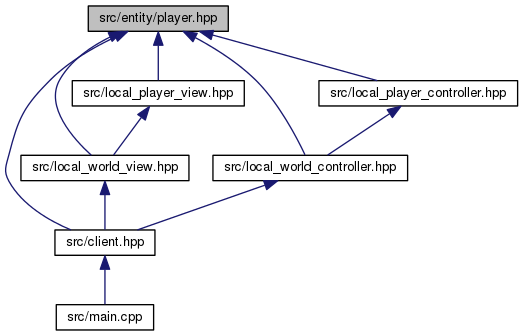 src/entity/player.hpp
src/local_player_view.hpp
src/local_player_controller.hpp
src/local_world_view.hpp
src/local_world_controller.hpp
src/client.hpp
src/main.cpp